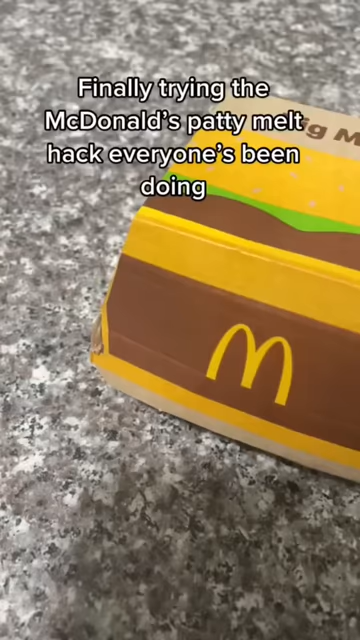 Finally trying the
McDonald's patty melt
hack everyone's been
doing